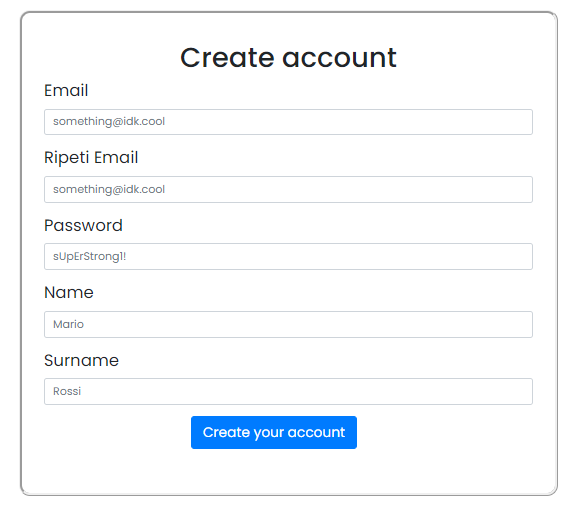 Create account
Email
something@idk.cool
Ripeti Email
something@idk.cool
Password
sUpErStrong1!
Name
Mario
Surname
Rossi
Create your account